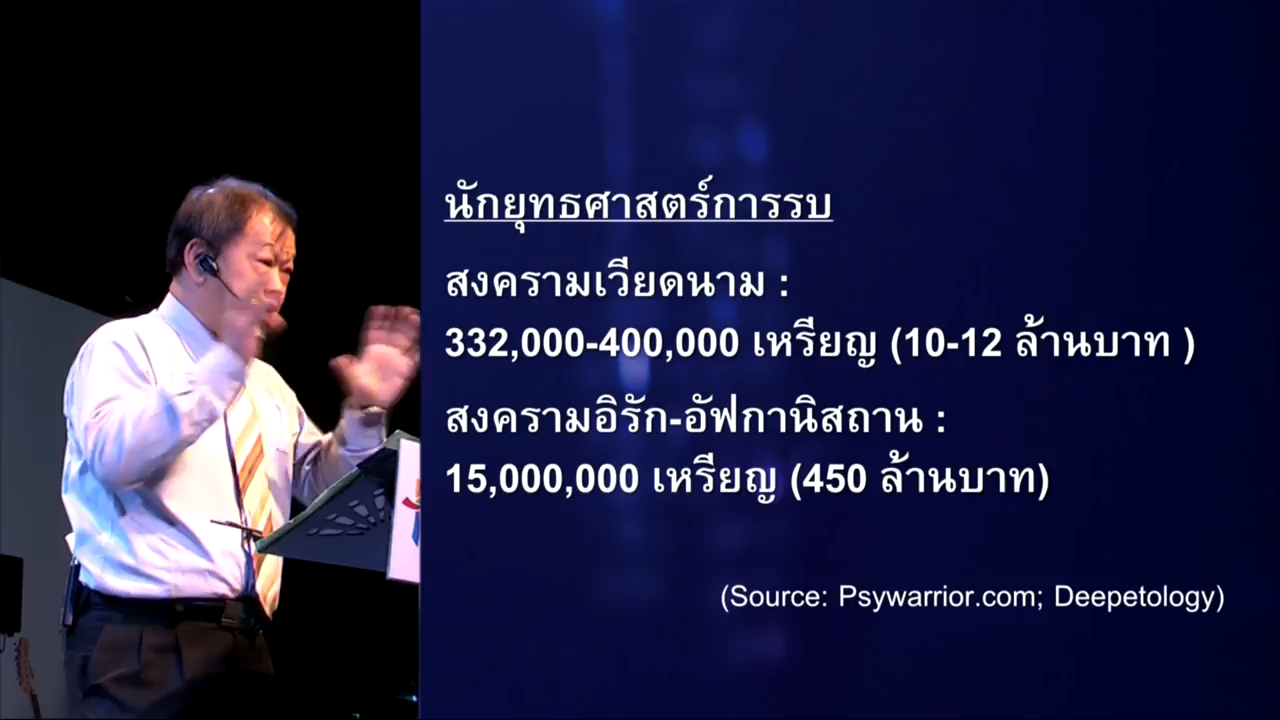 นักยุทธศาสตร์การรบ
สงครามเวียดนาม :
332,000-400,000 เหรียญ (10-12 ล้านบาท )
สงครามอิรัก-อัฟกานิสถาน :
15,000,000 เหรียญ (450 ล้านบาท)
(Source: Psywarrior.com; Deepetology)